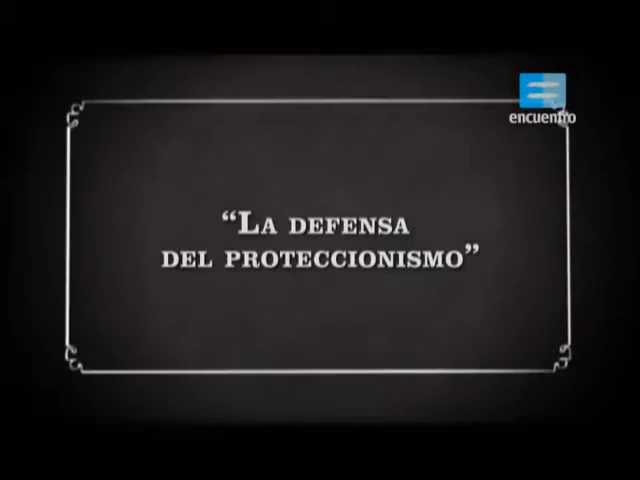 encuentro
“La defensa
del proteccionismo”